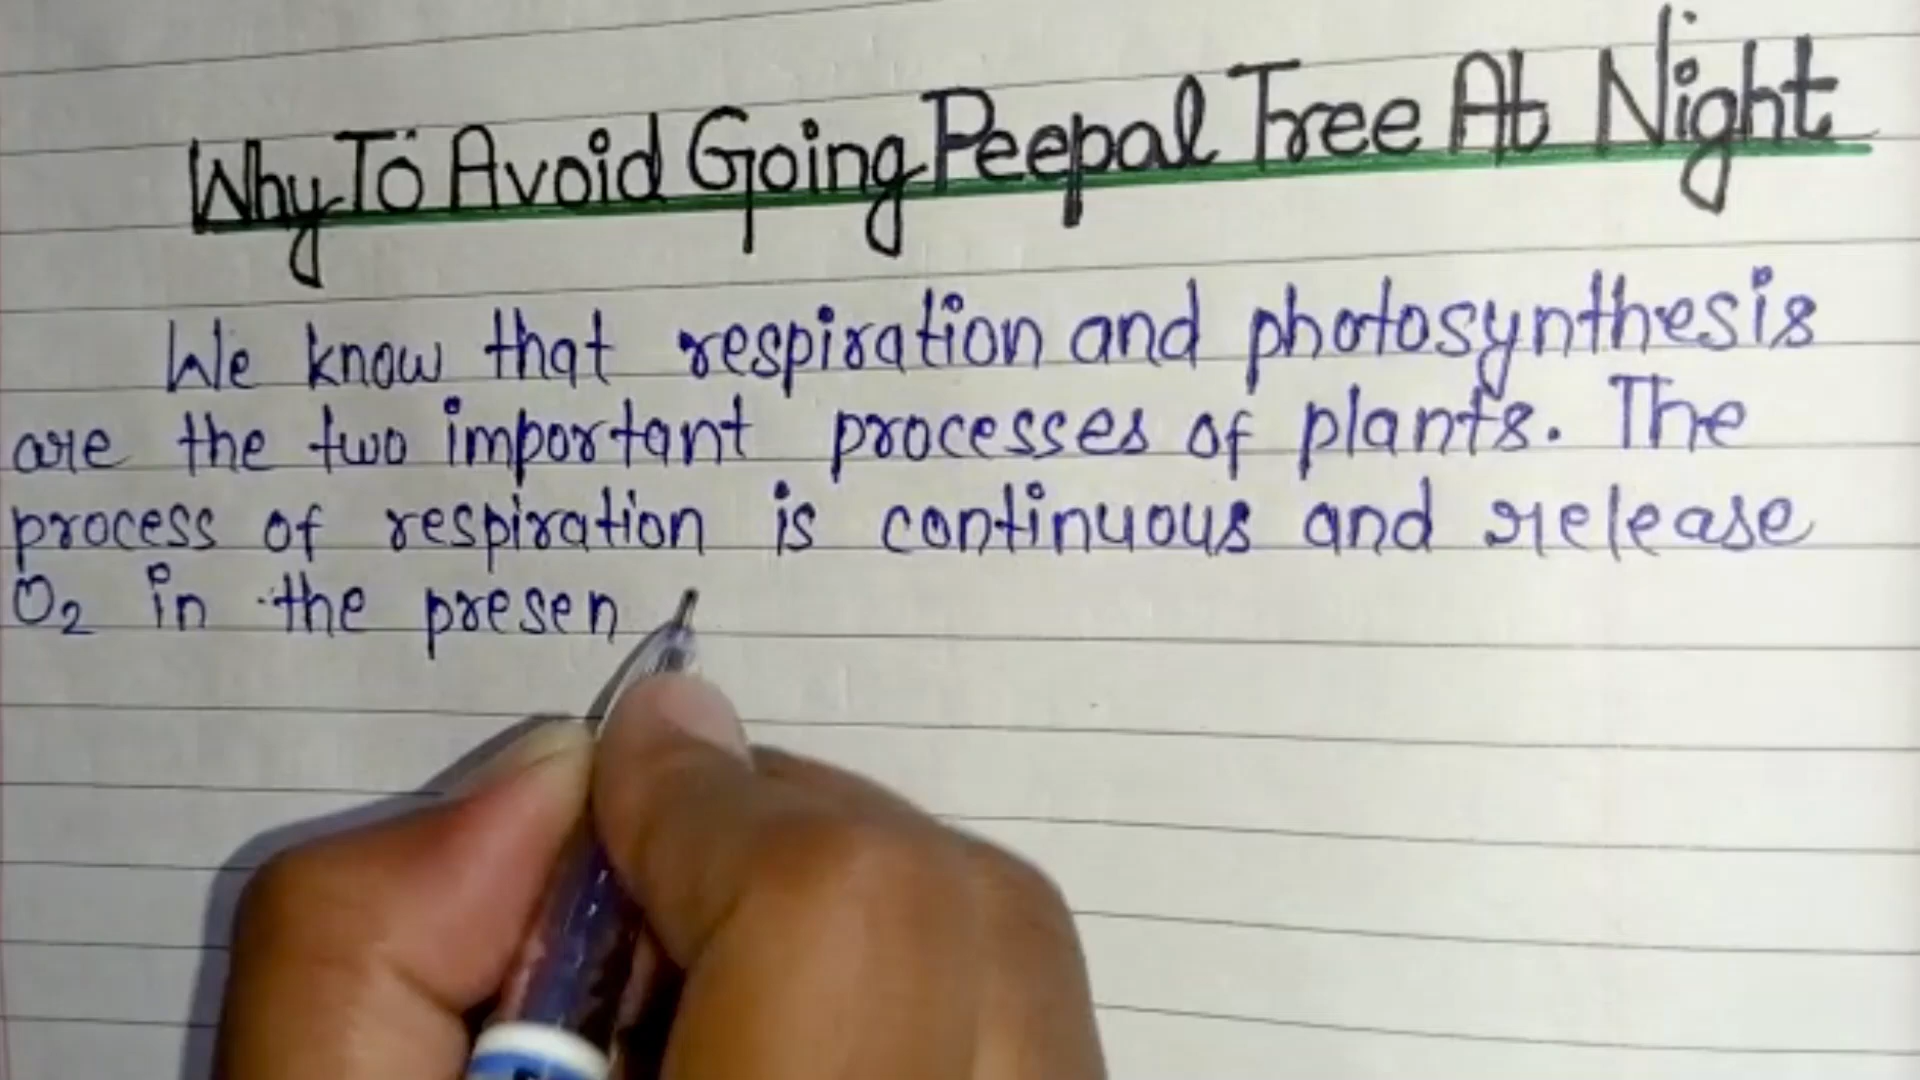 Why To Avoid Going Peepal Tree At Night
We know that respiration and photosynthesis
are the two important processes of plants. The
process of respiration is continuous and release
O2 in the presen